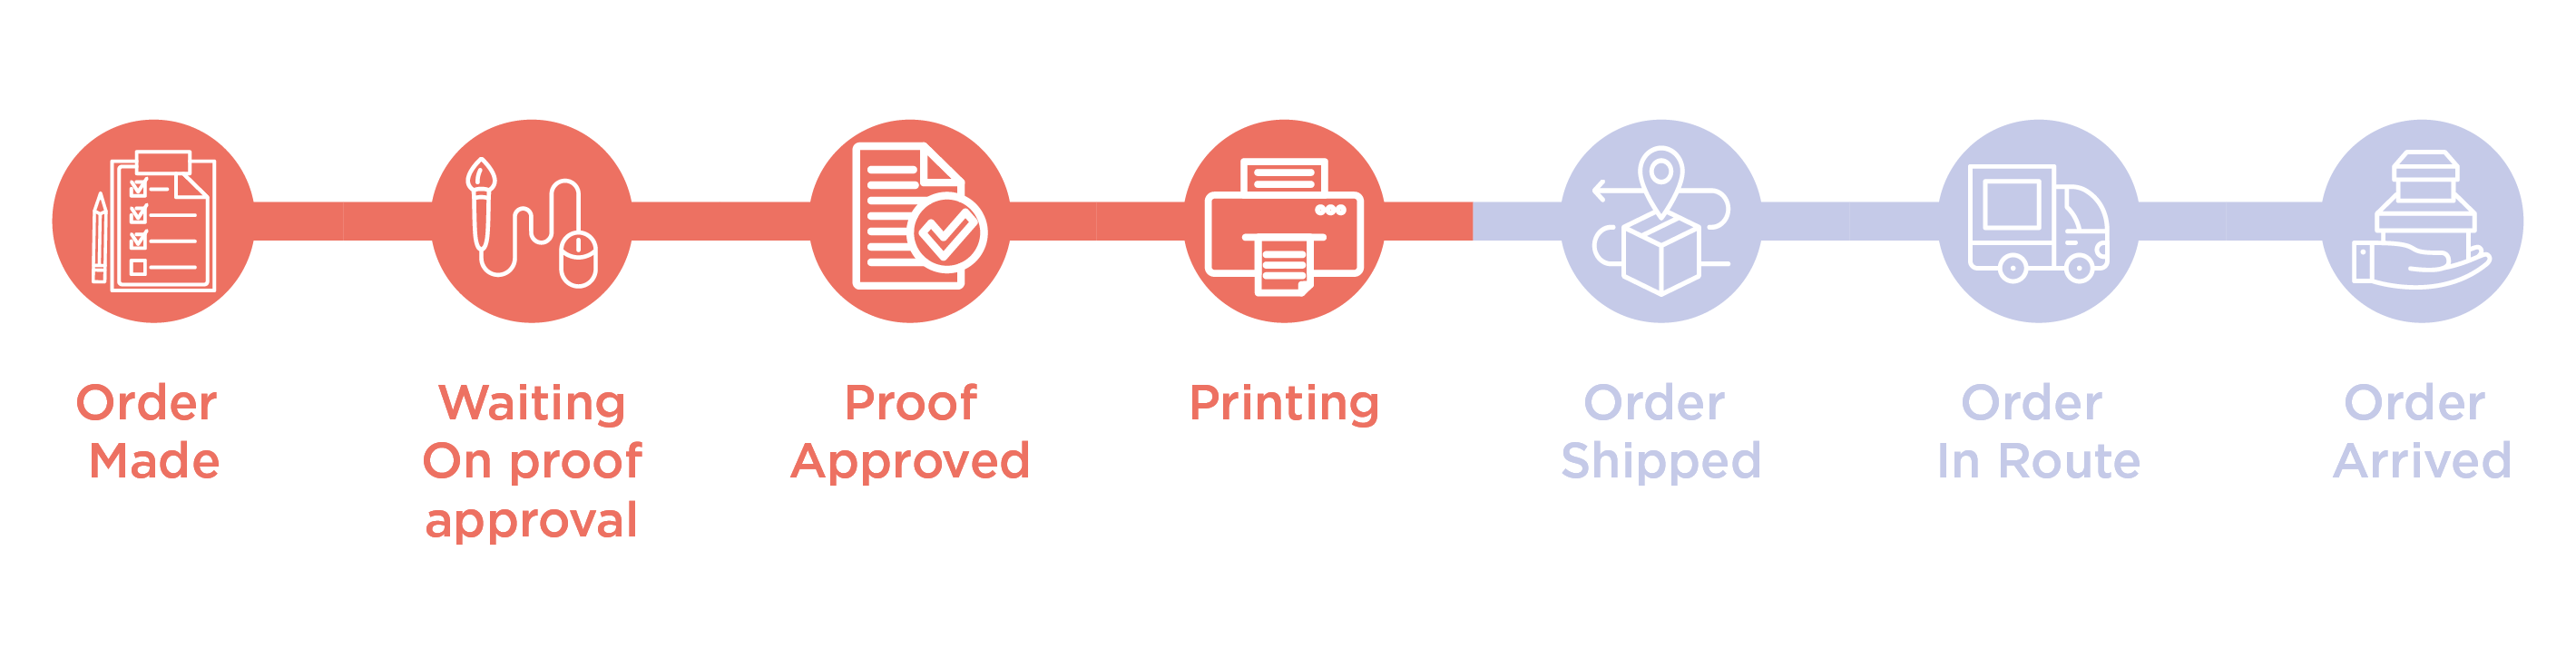 Order
Made
Waiting
On proof
approval
Proof
Approved
Printing
Order
Shipped
Order
In Route
Order
Arrived